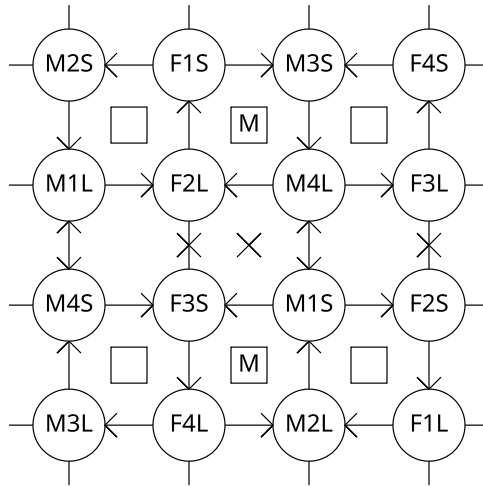 M2S F1S M3S F4S
M
M1L F2L M4L F3L
M4S F3S M1S F2S
M
M3L F4L M2L F1L